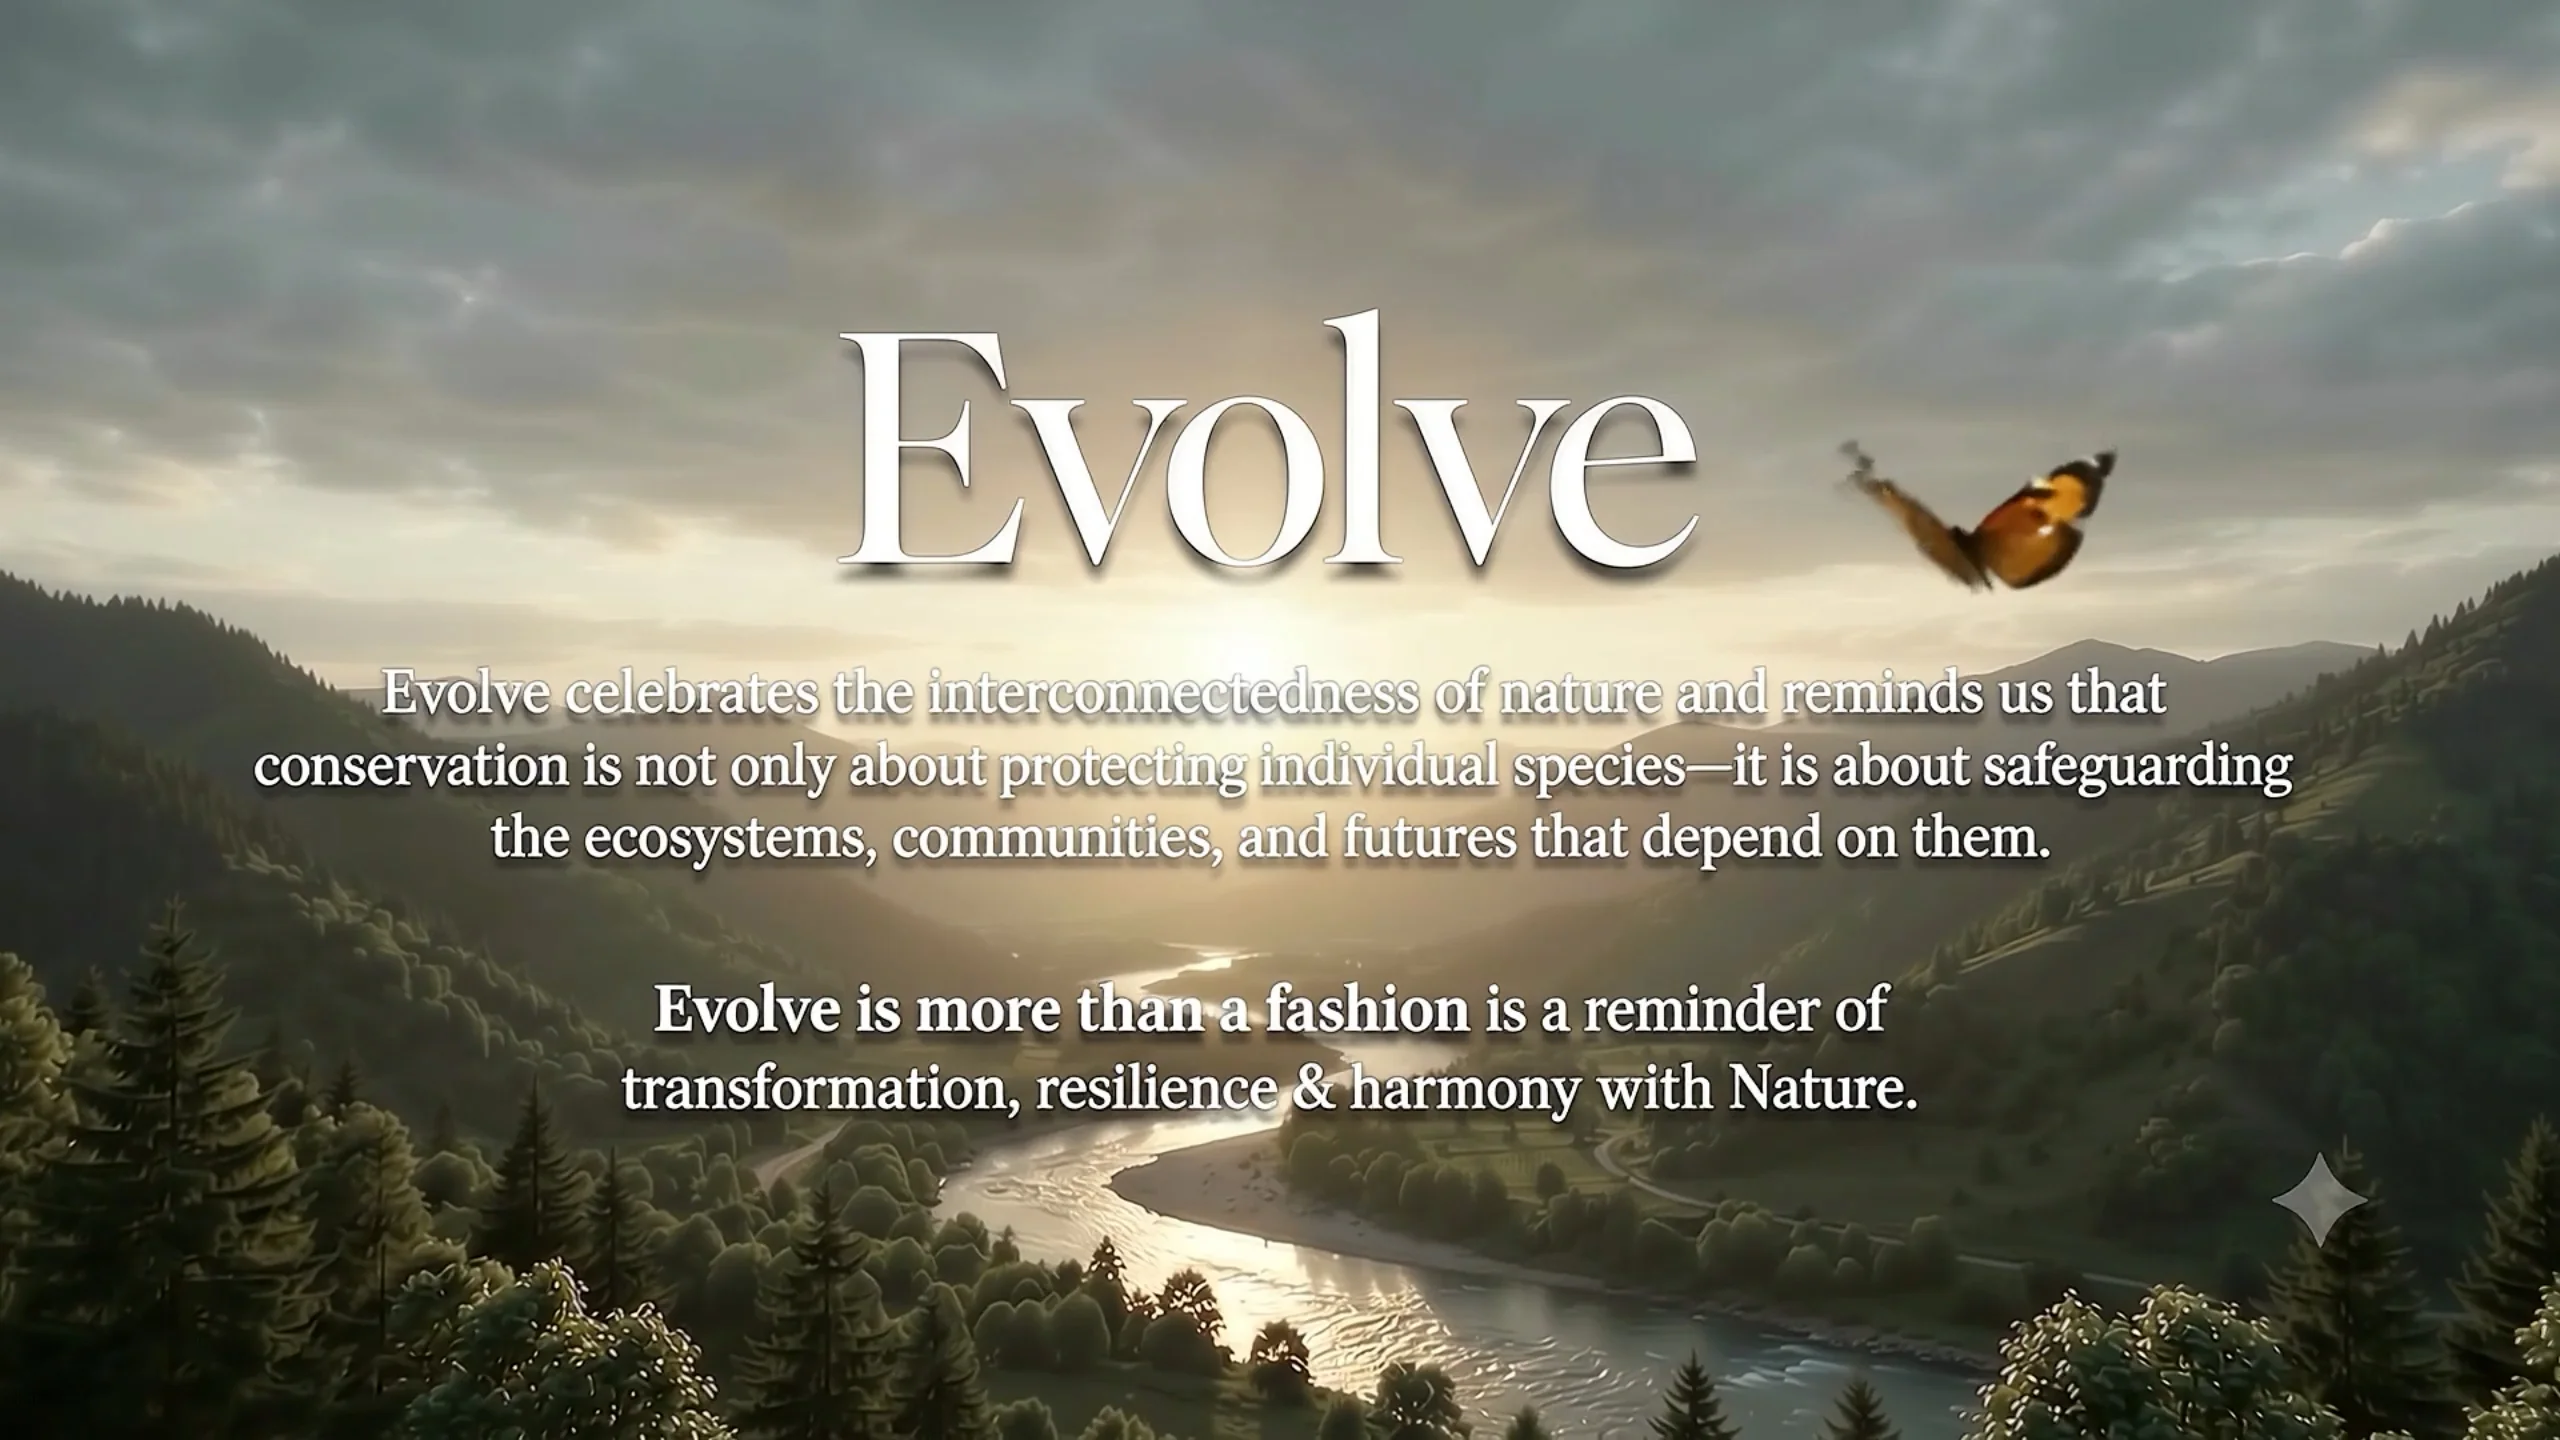 Evolve
Evolve celebrates the interconnectedness of nature and reminds us that
conservation is not only about protecting individual species—it is about safeguarding
the ecosystems, communities, and futures that depend on them.
Evolve is more than a fashion is a reminder of
transformation, resilience & harmony with Nature.